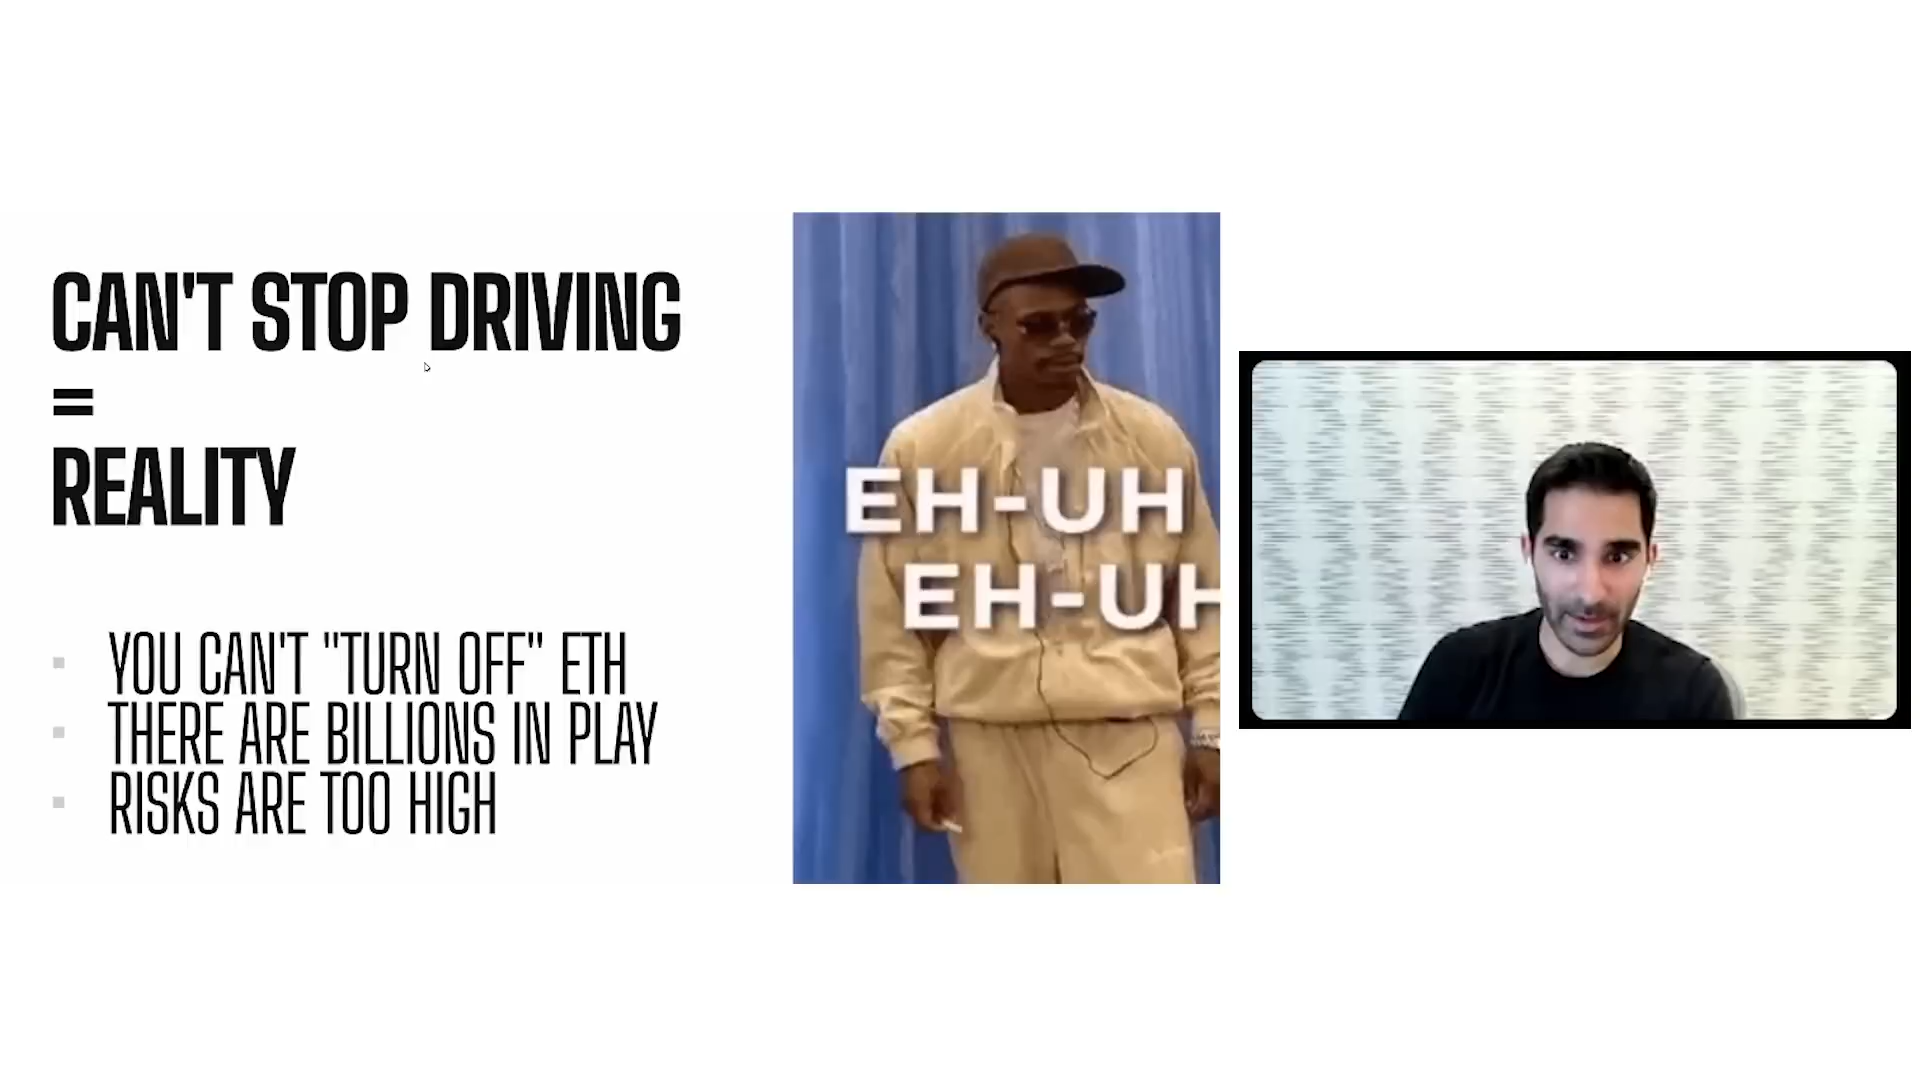 CAN'T STOP DRIVING
=
REALITY
YOU CAN'T "TURN OFF" ETH
THERE ARE BILLIONS IN PLAY
RISKS ARE TOO HIGH
EH-UH
EH-UH